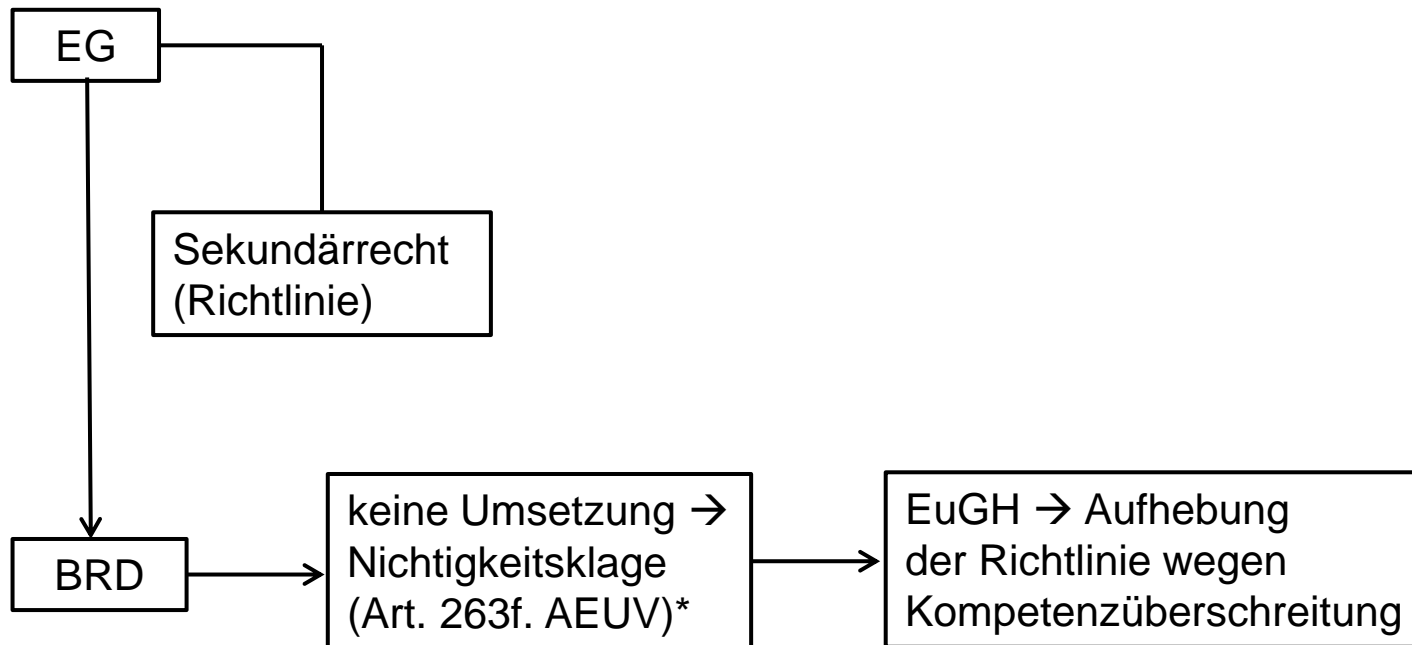 EG
Sekundärrecht
(Richtlinie)
BRD
keine Umsetzung →
Nichtigkeitsklage
(Art. 263f. AEUV)*
EuGH → Aufhebung
der Richtlinie wegen
Kompetenzüberschreitung